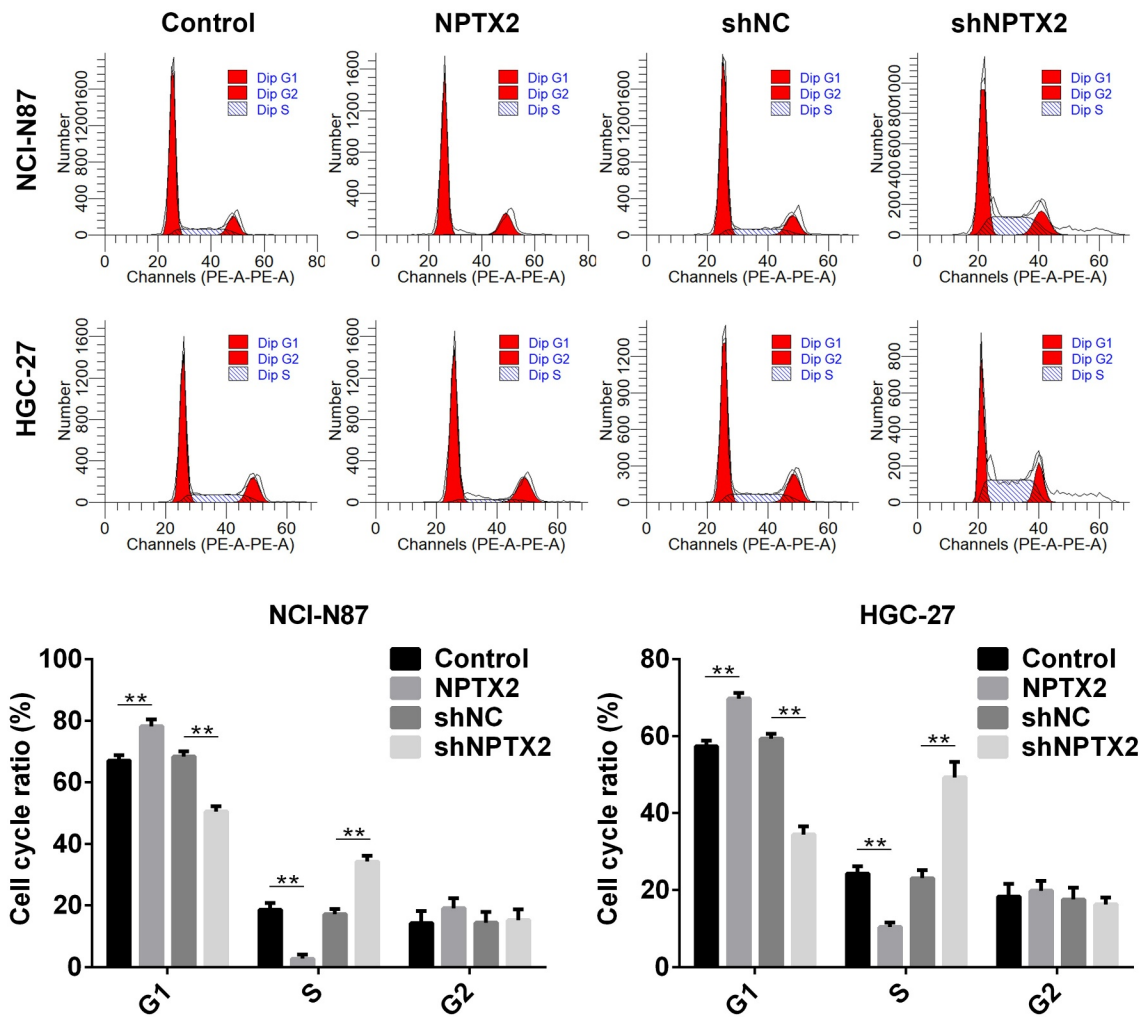 Control NPTX2 shNC shNPTX2
NCI-N87
Number
0 400 800 1200 1600
Dip G1
Dip G2
Dip S
0 20 40 60 80
Channels (PE-A-PE-A)
Number
0 400 800 1200 1600
Dip G1
Dip G2
Dip S
0 20 40 60 80
Channels (PE-A-PE-A)
Number
0 400 800 1200 1600
Dip G1
Dip G2
Dip S
0 20 40 60
Channels (PE-A-PE-A)
Number
0 200 400 600 800 1000
Dip G1
Dip G2
Dip S
0 20 40 60
Channels (PE-A-PE-A)
HGC-27
Number
0 400 800 1200 1600
Dip G1
Dip G2
Dip S
0 20 40 60
Channels (PE-A-PE-A)
Number
0 400 800 1200 1600
Dip G1
Dip G2
Dip S
0 20 40 60
Channels (PE-A-PE-A)
Number
0 300 600 900 1200
Dip G1
Dip G2
Dip S
0 20 40 60
Channels (PE-A-PE-A)
Number
0 200 400 600 800
Dip G1
Dip G2
Dip S
0 20 40 60
Channels (PE-A-PE-A)
NCI-N87
Cell cycle ratio (%)
100
80
60
40
20
0
Control
NPTX2
shNC
shNPTX2
** ** ** **
G1 S G2
HGC-27
Cell cycle ratio (%)
80
60
40
20
0
Control
NPTX2
shNC
shNPTX2
** ** ** **
G1 S G2